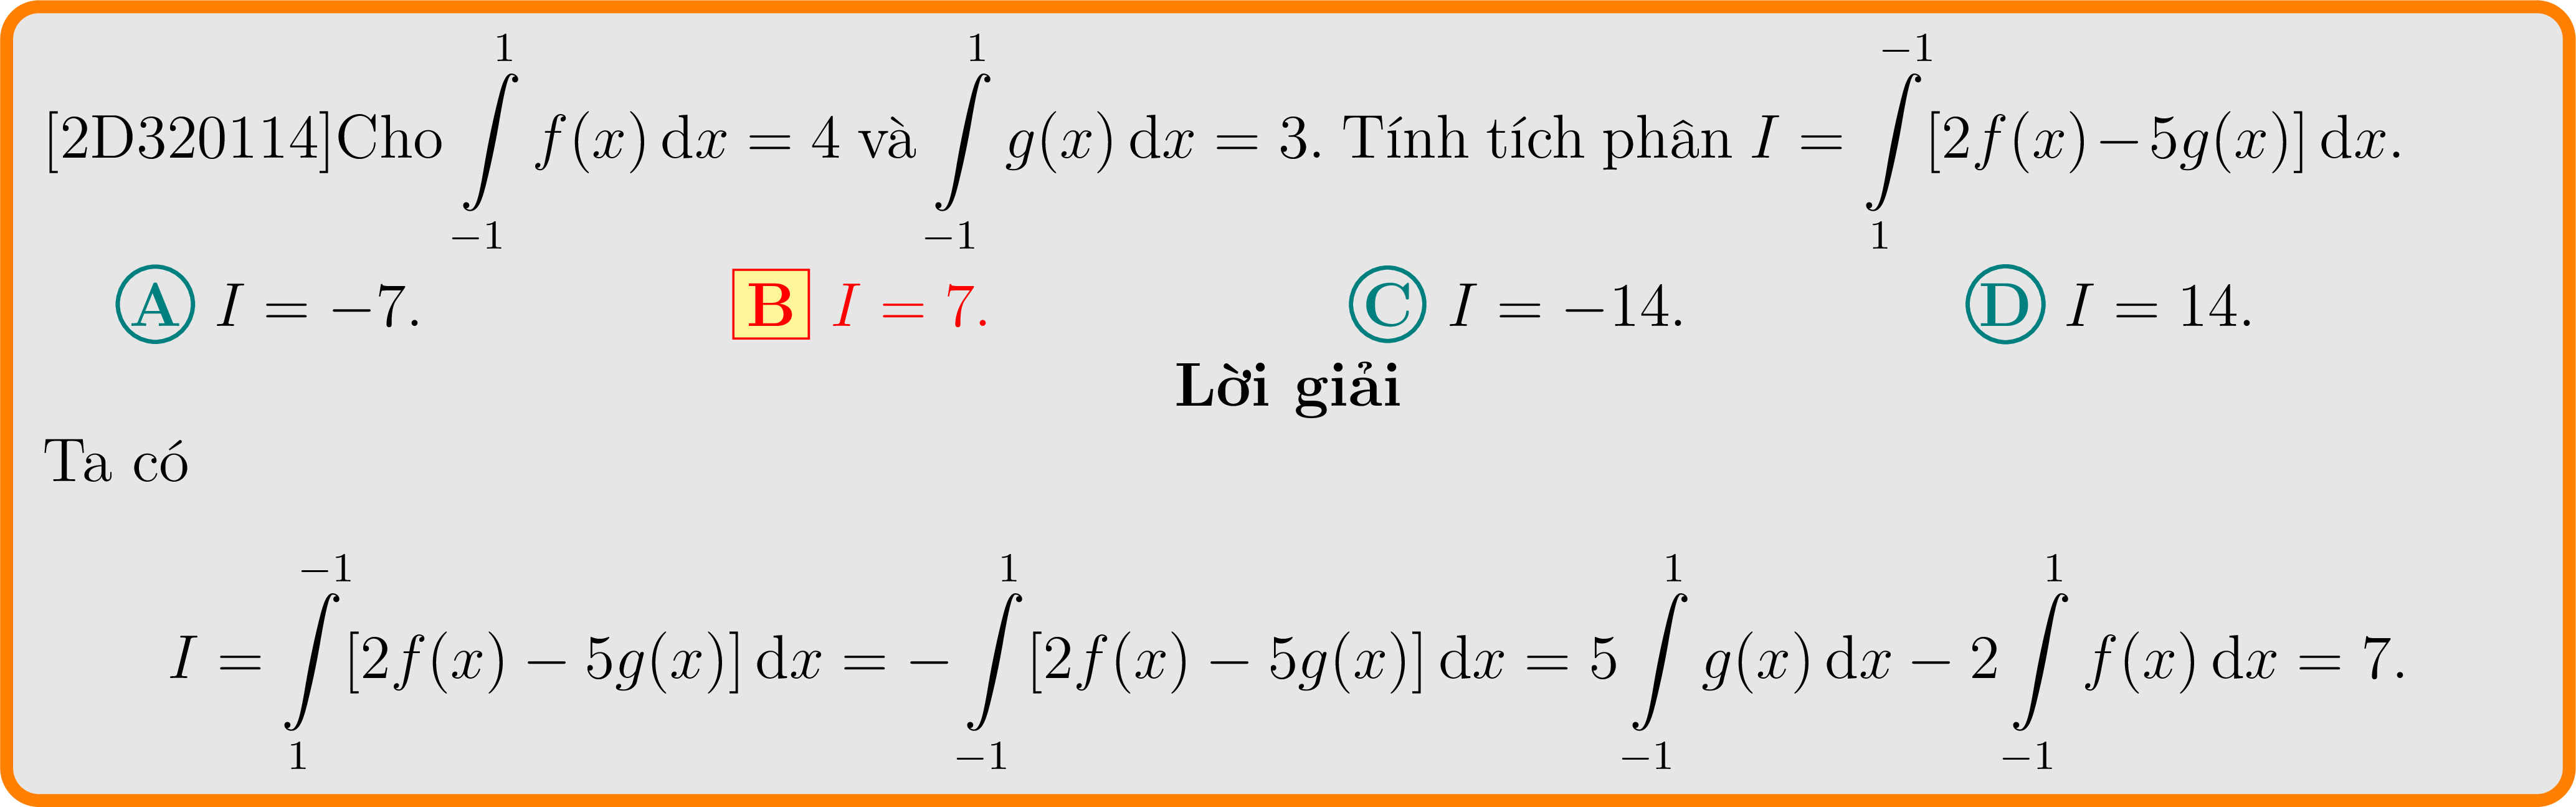 [2D320114]Cho $\int\limits_{-1}^{1} f(x)\,\mathrm{d}x = 4$ và $\int\limits_{-1}^{1} g(x)\,\mathrm{d}x = 3$. Tính tích phân $I = \int\limits_{1}^{-1} [2f(x) - 5g(x)]\,\mathrm{d}x$.
A $I = -7$. B $I = 7$. C $I = -14$. D $I = 14$.
Lời giải
Ta có
$I = \int\limits_{1}^{-1} [2f(x) - 5g(x)]\,\mathrm{d}x = -\int\limits_{-1}^{1} [2f(x) - 5g(x)]\,\mathrm{d}x = 5\int\limits_{-1}^{1} g(x)\,\mathrm{d}x - 2\int\limits_{-1}^{1} f(x)\,\mathrm{d}x = 7.$